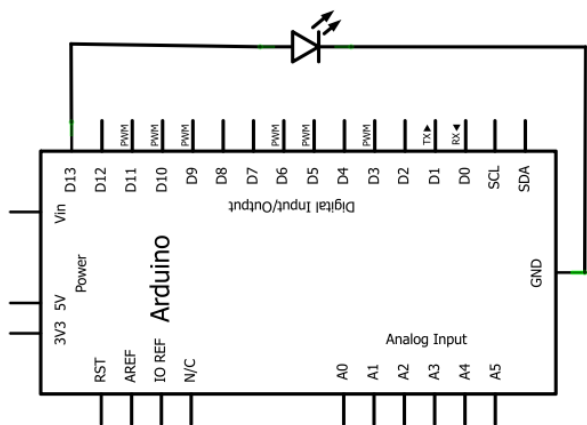 PWM PWM PWM PWM PWM PWM TX▶ RX◀
D13 D12 D11 D10 D9 D8 D7 D6 D5 D4 D3 D2 D1 D0 SCL SDA
Digital Input/Output
Vin
Power
5V
3V3
Arduino
GND
Analog Input
RST AREF IO REF N/C A0 A1 A2 A3 A4 A5